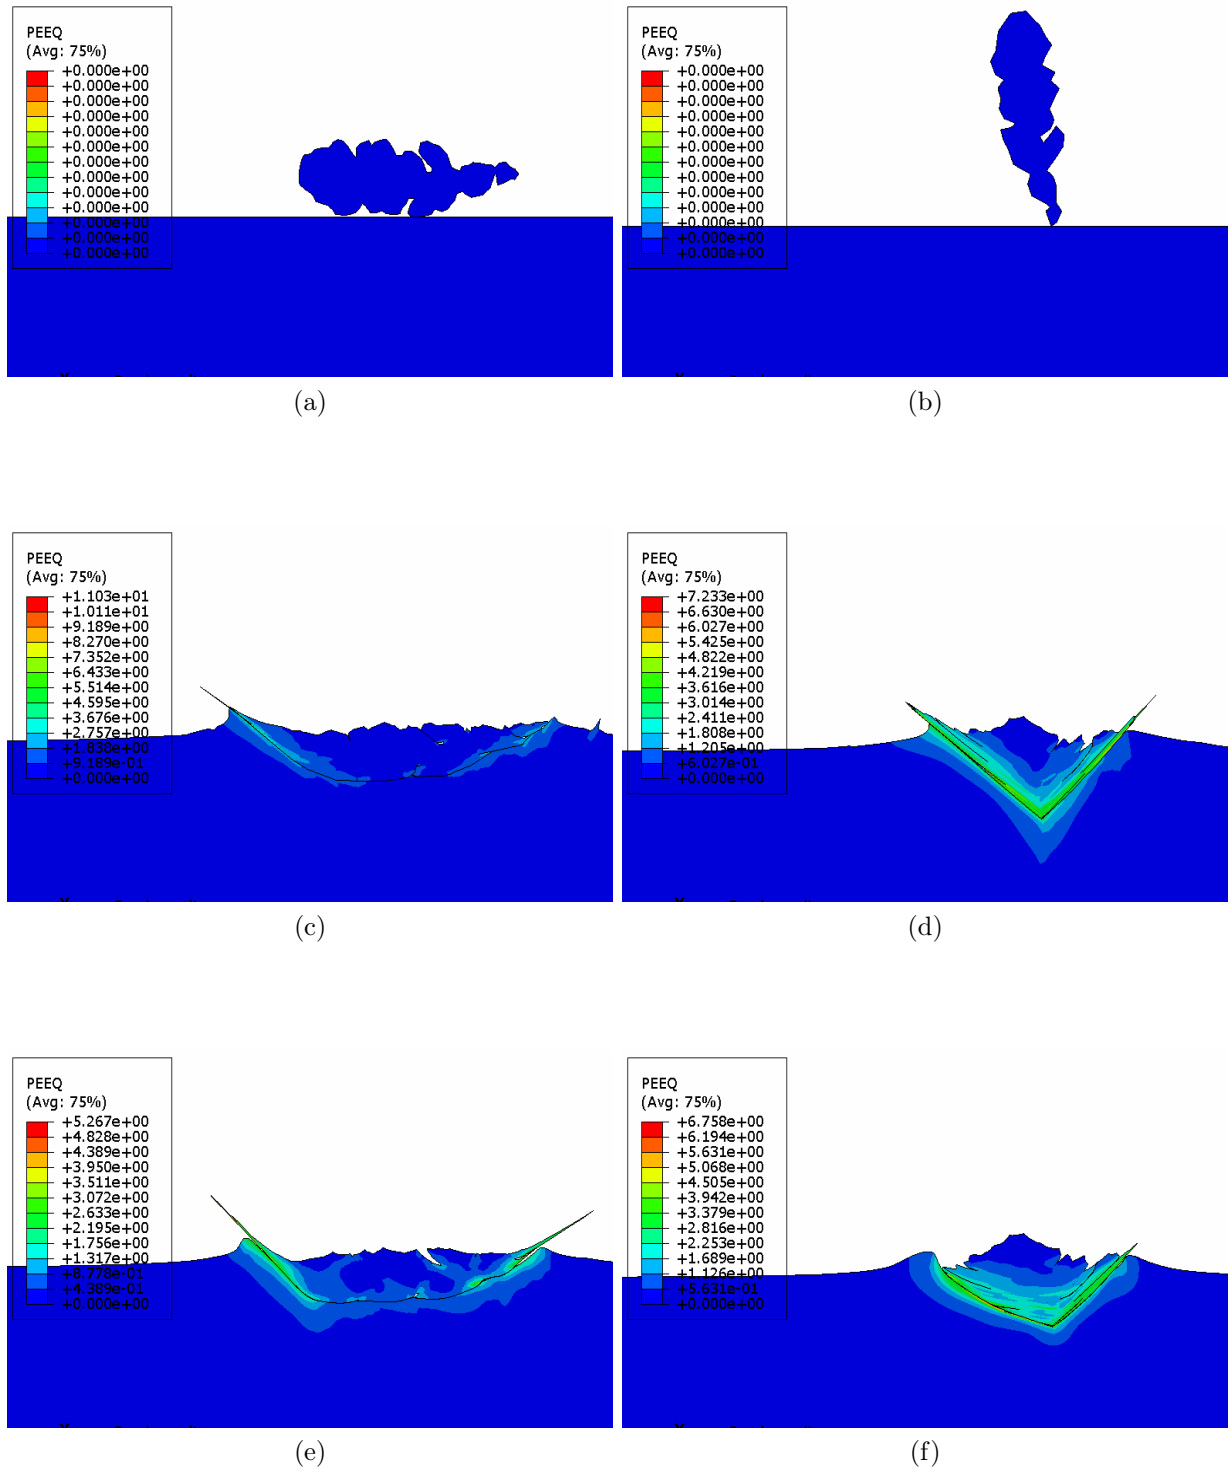 PEEQ
(Avg: 75%)
+0.000e+00
+0.000e+00
+0.000e+00
+0.000e+00
+0.000e+00
+0.000e+00
+0.000e+00
+0.000e+00
+0.000e+00
+0.000e+00
+0.000e+00
+0.000e+00
+0.000e+00
(a)
PEEQ
(Avg: 75%)
+0.000e+00
+0.000e+00
+0.000e+00
+0.000e+00
+0.000e+00
+0.000e+00
+0.000e+00
+0.000e+00
+0.000e+00
+0.000e+00
+0.000e+00
+0.000e+00
+0.000e+00
(b)
PEEQ
(Avg: 75%)
+1.103e+01
+1.011e+01
+9.189e+00
+8.270e+00
+7.352e+00
+6.433e+00
+5.514e+00
+4.595e+00
+3.676e+00
+2.757e+00
+1.838e+00
+9.189e-01
+0.000e+00
(c)
PEEQ
(Avg: 75%)
+7.233e+00
+6.630e+00
+6.027e+00
+5.425e+00
+4.822e+00
+4.219e+00
+3.616e+00
+3.014e+00
+2.411e+00
+1.808e+00
+1.205e+00
+6.027e-01
+0.000e+00
(d)
PEEQ
(Avg: 75%)
+5.267e+00
+4.828e+00
+4.389e+00
+3.950e+00
+3.511e+00
+3.072e+00
+2.633e+00
+2.195e+00
+1.756e+00
+1.317e+00
+8.778e-01
+4.389e-01
+0.000e+00
(e)
PEEQ
(Avg: 75%)
+6.758e+00
+6.194e+00
+5.631e+00
+5.068e+00
+4.505e+00
+3.942e+00
+3.379e+00
+2.816e+00
+2.253e+00
+1.689e+00
+1.126e+00
+5.631e-01
+0.000e+00
(f)